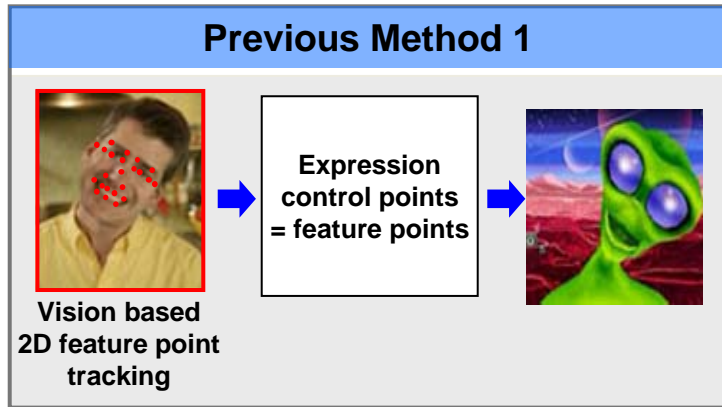 Previous Method 1
Expression
control points
= feature points
Vision based
2D feature point
tracking